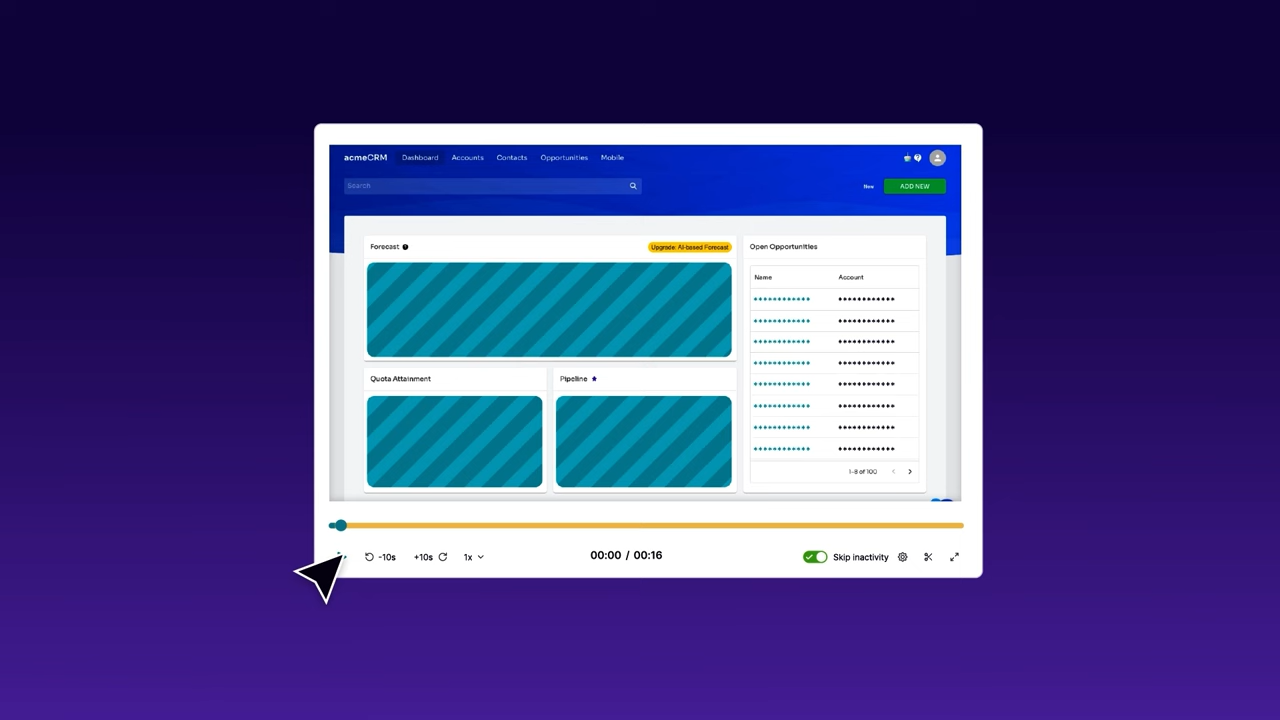 acmeCRM Dashboard Accounts Contacts Opportunities Mobile
Search
New ADD NEW
Forecast Upgrade: AI-based Forecast
Open Opportunities
Name Account
************ ************
************ ************
************ ************
************ ************
************ ************
************ ************
************ ************
************ ************
1-8 of 100
Quota Attainment
Pipeline
-10s +10s 1x 00:00 / 00:16 Skip inactivity